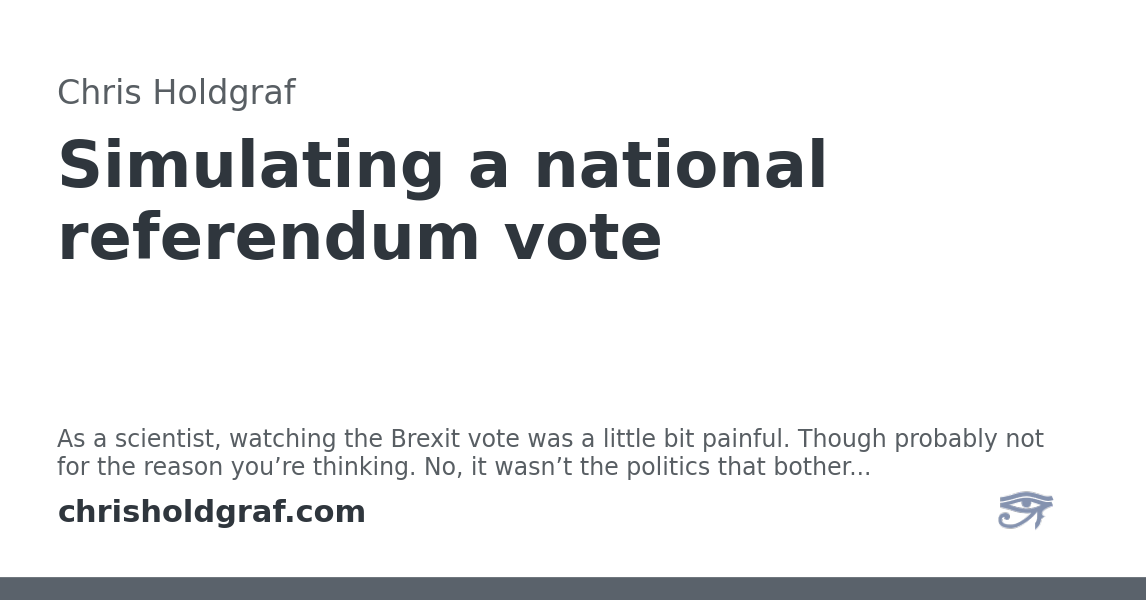 Chris Holdgraf
Simulating a national
referendum vote
As a scientist, watching the Brexit vote was a little bit painful. Though probably not
for the reason you’re thinking. No, it wasn’t the politics that bother...
chrisholdgraf.com